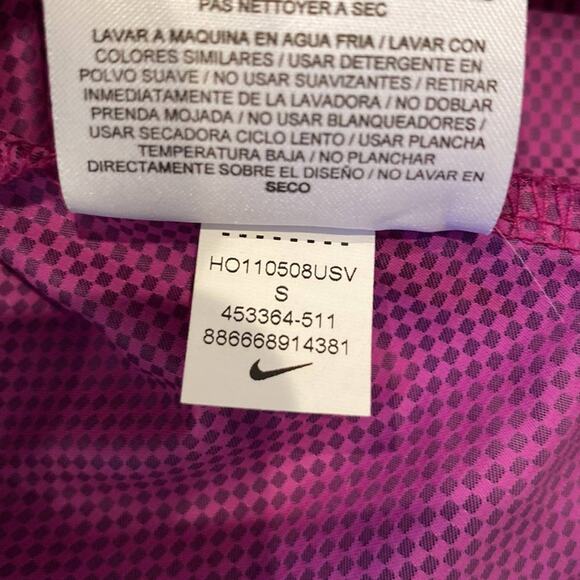 PAS NETTOYER A SEC
LAVAR A MAQUINA EN AGUA FRIA / LAVAR CON
COLORES SIMILARES / USAR DETERGENTE EN
POLVO SUAVE / NO USAR SUAVIZANTES / RETIRAR
INMEDIATAMENTE DE LA LAVADORA / NO DOBLAR
PRENDA MOJADA / NO USAR BLANQUEADORES /
USAR SECADORA CICLO LENTO / USAR PLANCHA
TEMPERATURA BAJA / NO PLANCHAR
DIRECTAMENTE SOBRE EL DISEÑO / NO LAVAR EN
SECO
HO110508USV
S
453364-511
886668914381